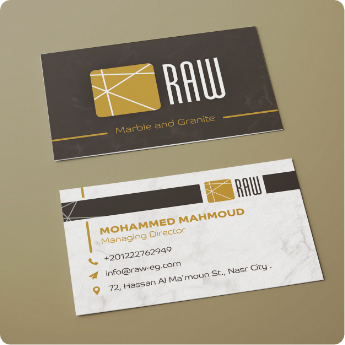 RAW
Marble and Granite
RAW
MOHAMMED MAHMOUD
Managing Director
+201222762949
info@raw-eg.com
72, Hassan Al Ma'moun St., Nasr City .